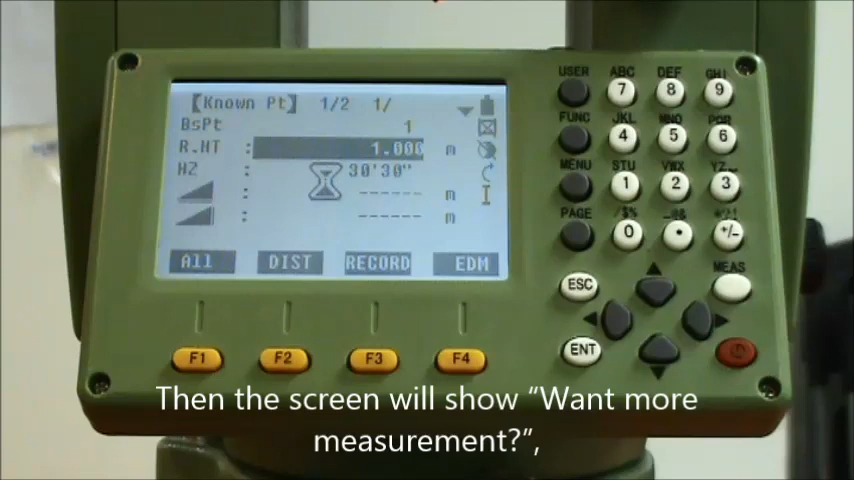 【Known Pt】 1/2 1/
BsPt 1
R.HT : 1.000 m
HZ : 30'30"
: ------ m
: ------ m
All DIST RECORD EDM
F1 F2 F3 F4
USER ABC DEF GHI
7 8 9
FUNC JKL MNO PQR
4 5 6
MENU STU VWX YZ
1 2 3
PAGE /$% _@&
0 • +/-
ESC MEAS
ENT
Then the screen will show “Want more
measurement?”,